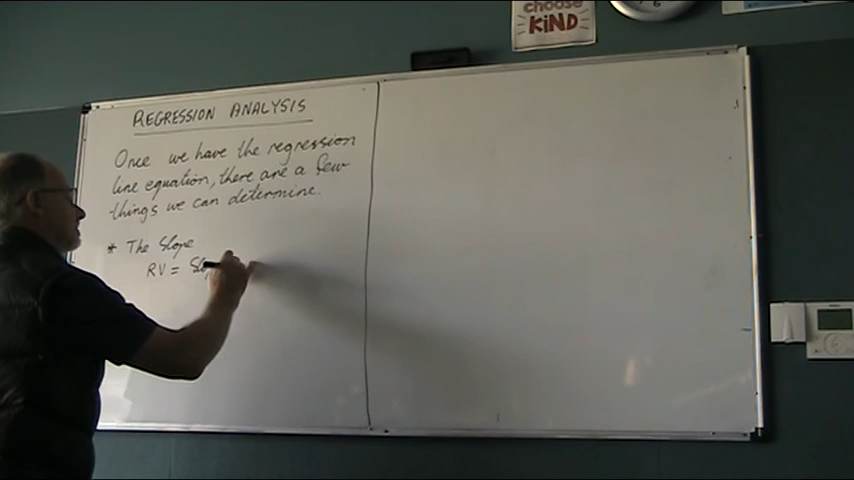 choose
KiND
REGRESSION ANALYSIS
Once we have the regression
line equation, there are a few
things we can determine.
* The Slope
RV = Slo